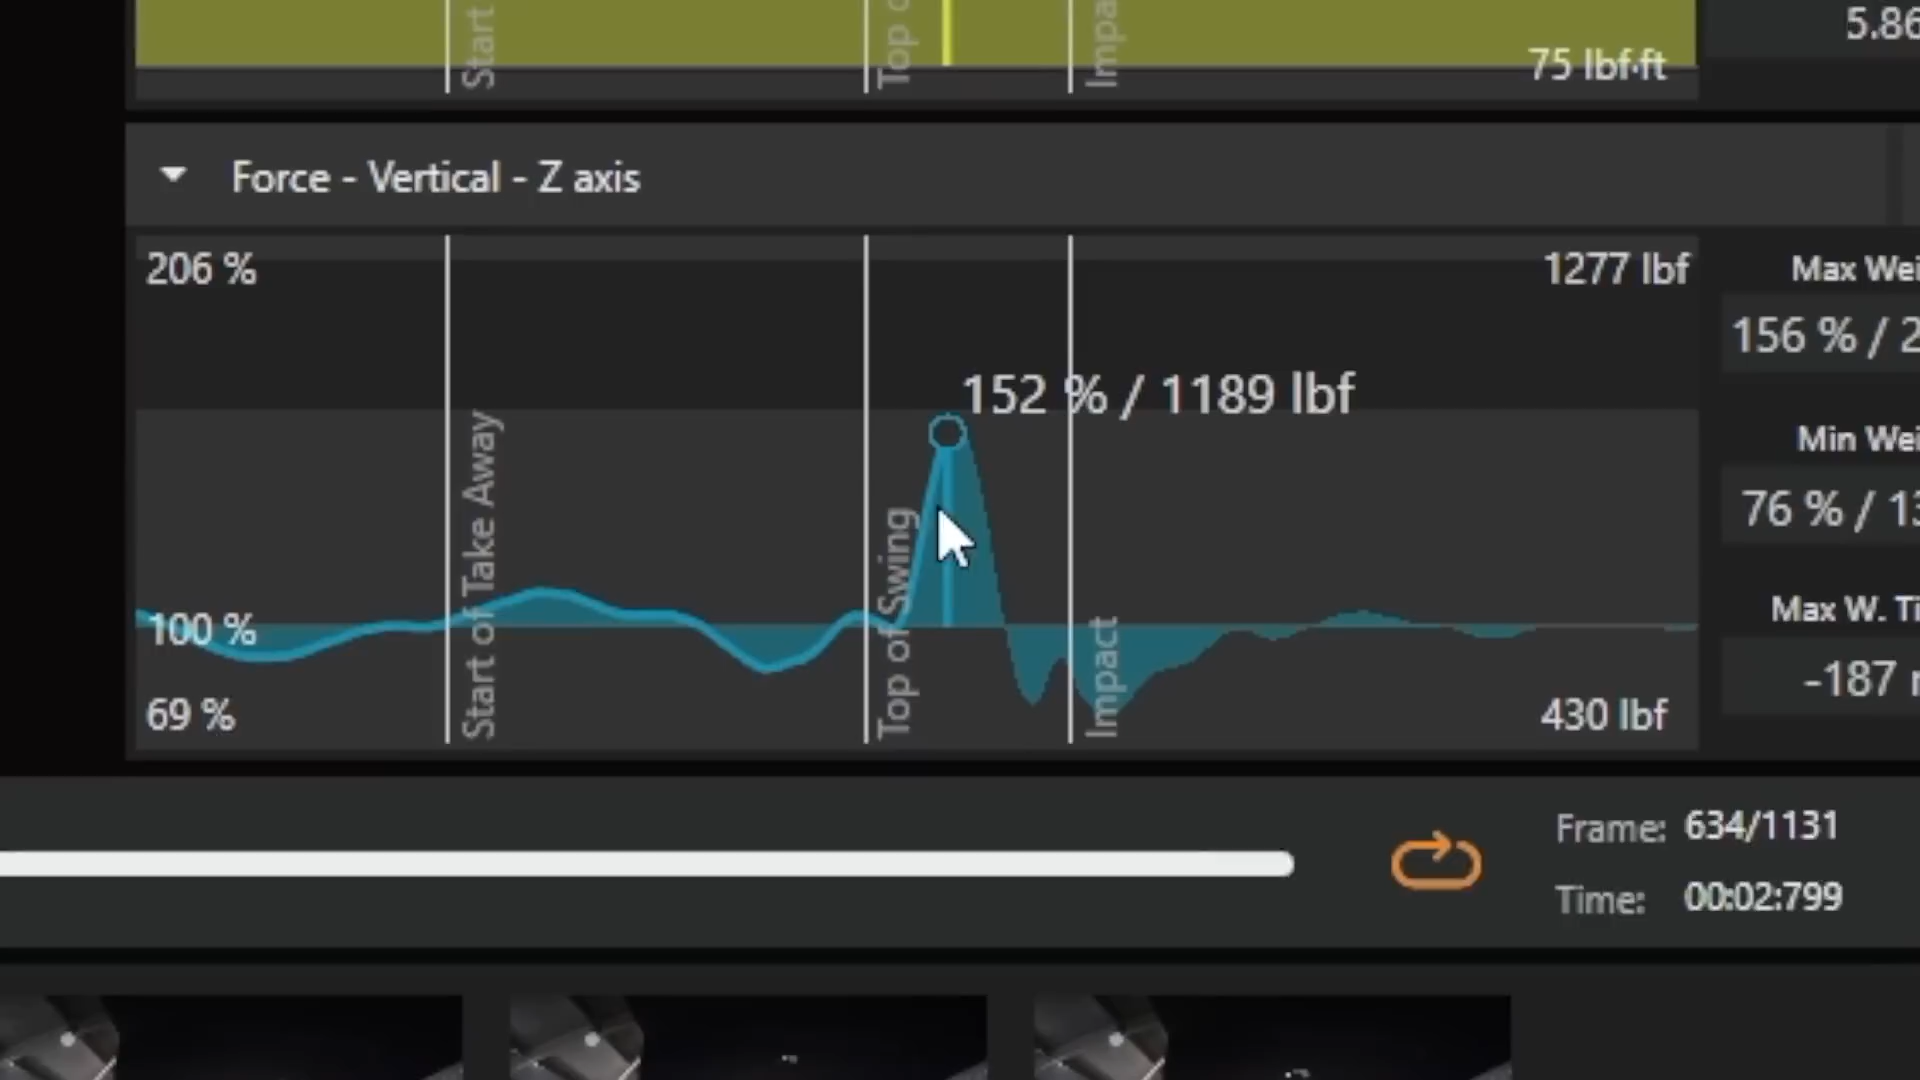 5.86
Start
Top o
Impa
75 lbf·ft
Force - Vertical - Z axis
206 %
1277 lbf
Max Wei
156 % / 2
152 % / 1189 lbf
Start of Take Away
Top of Swing
Impact
Min Wei
76 % / 13
100 %
Max W. Ti
-187
69 %
430 lbf
Frame: 634/1131
Time: 00:02:799